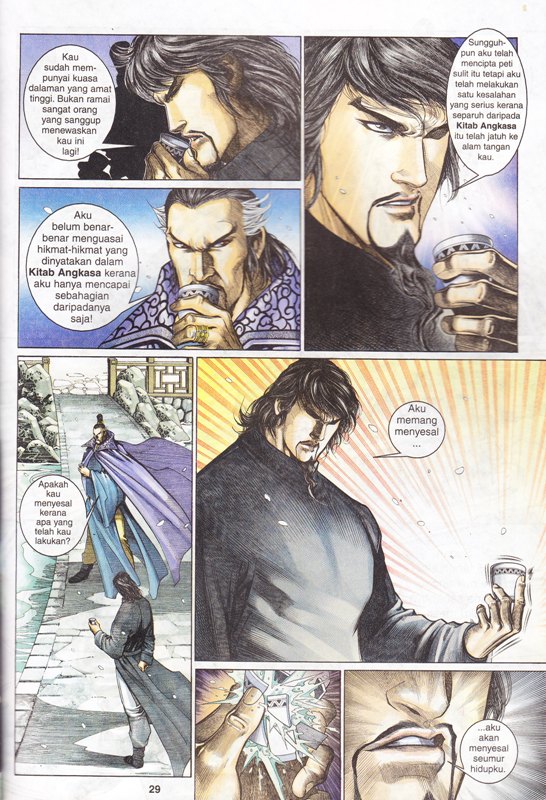 Kau
sudah mem-
punyai kuasa
dalaman yang amat
tinggi. Bukan ramai
sangat orang
yang sanggup
menewaskan
kau ini
lagi!
Sungguh-
pun aku telah
mencipta peti
sulit itu tetapi aku
telah melakukan
satu kesalahan
yang serius kerana
separuh daripada
Kitab Angkasa
itu telah jatuh ke
alam tangan
kau.
Aku
belum benar-
benar menguasai
hikmat-hikmat yang
dinyatakan dalam
Kitab Angkasa kerana
aku hanya mencapai
sebahagian
daripadanya
saja!
Apakah
kau
menyesal
kerana
apa yang
telah kau
lakukan?
Aku
memang
menyesal
...
...aku
akan
menyesal
seumur
hidupku.
29